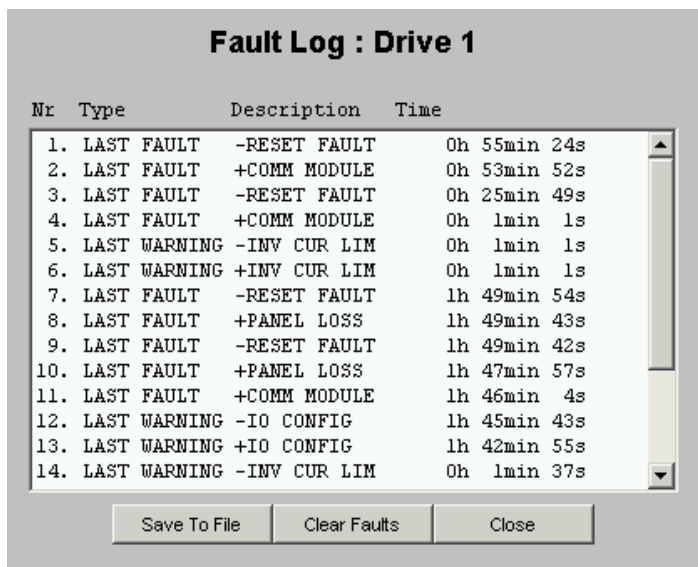 Fault Log : Drive 1
Nr Type Description Time
1. LAST FAULT -RESET FAULT 0h 55min 24s
2. LAST FAULT +COMM MODULE 0h 53min 52s
3. LAST FAULT -RESET FAULT 0h 25min 49s
4. LAST FAULT +COMM MODULE 0h 1min 1s
5. LAST WARNING -INV CUR LIM 0h 1min 1s
6. LAST WARNING +INV CUR LIM 0h 1min 1s
7. LAST FAULT -RESET FAULT 1h 49min 54s
8. LAST FAULT +PANEL LOSS 1h 49min 43s
9. LAST FAULT -RESET FAULT 1h 49min 42s
10. LAST FAULT +PANEL LOSS 1h 47min 57s
11. LAST FAULT +COMM MODULE 1h 46min 4s
12. LAST WARNING -IO CONFIG 1h 45min 43s
13. LAST WARNING +IO CONFIG 1h 42min 55s
14. LAST WARNING -INV CUR LIM 0h 1min 37s
Save To File Clear Faults Close